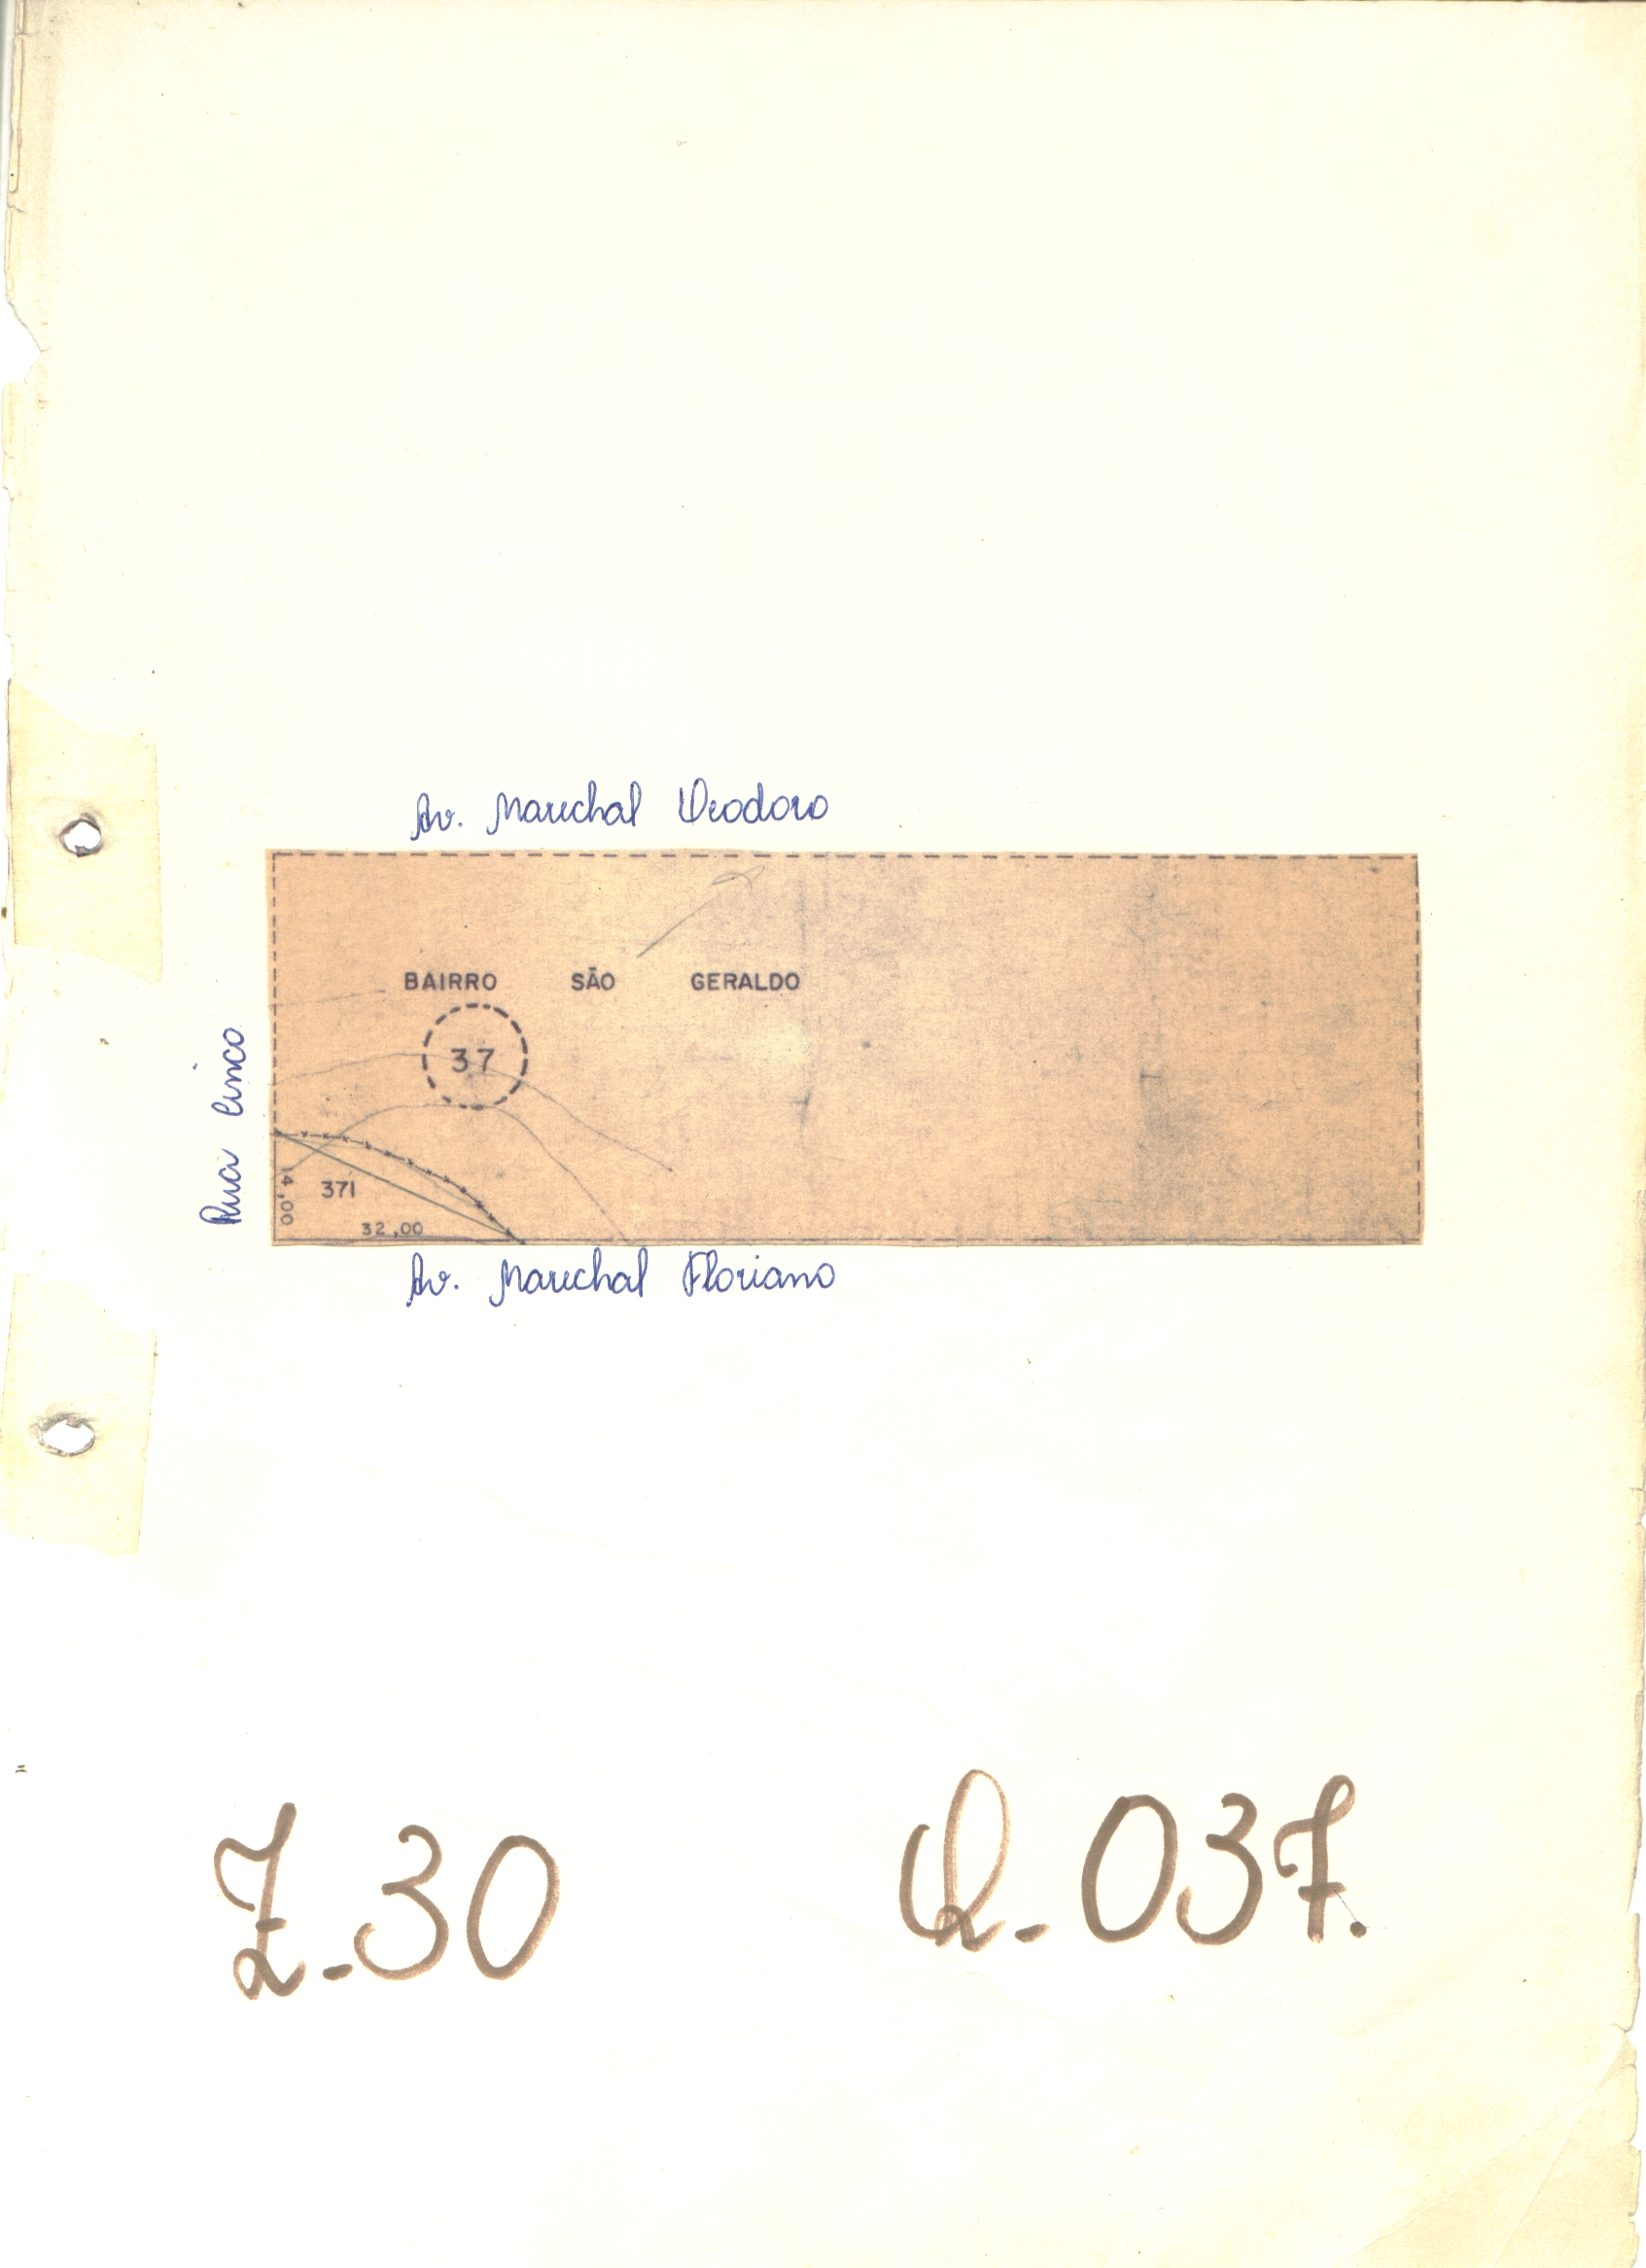 Av. Marechal Deodoro
BAIRRO SÃO GERALDO
37
Rua Cinco
371
14,00
32,00
Av. Marechal Floriano
Z-30 Q-037.